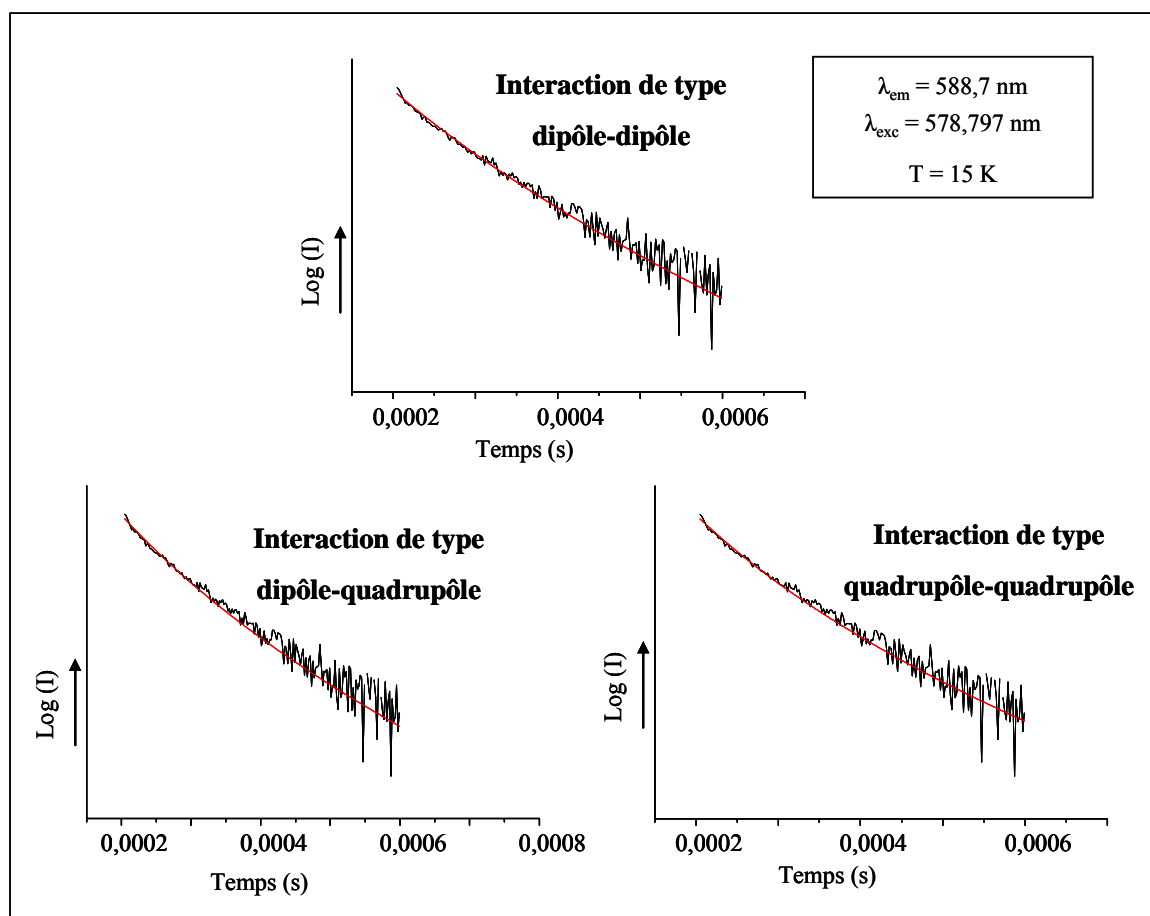 Interaction de type
dipôle-dipôle
λem = 588,7 nm
λexc = 578,797 nm
T = 15 K
Log (I)
0,0002 0,0004 0,0006
Temps (s)
Interaction de type
dipôle-quadrupôle
Log (I)
0,0002 0,0004 0,0006 0,0008
Temps (s)
Interaction de type
quadrupôle-quadrupôle
Log (I)
0,0002 0,0004 0,0006
Temps (s)